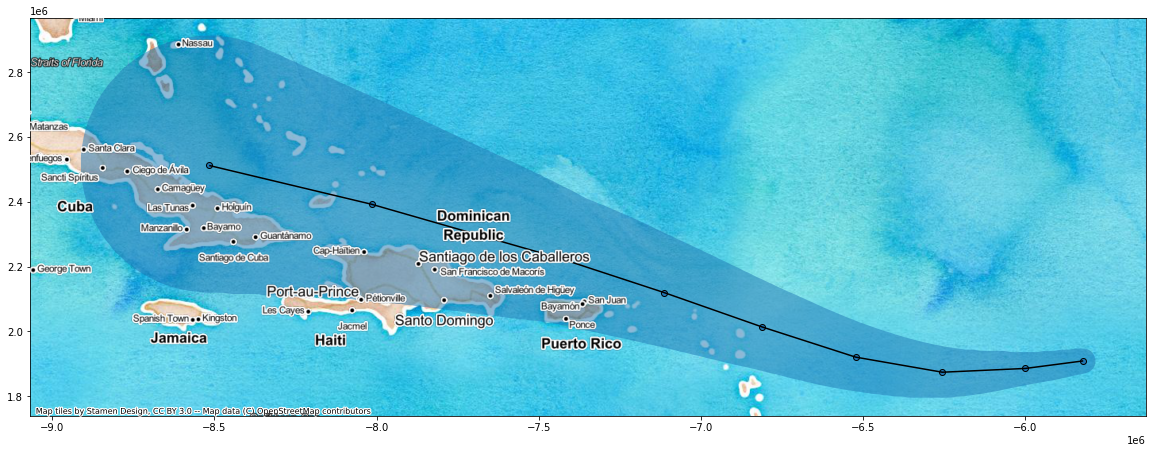 1e6
Miami
Nassau
Straits of Florida
2.8
Matanzas
2.6
Santa Clara
enfuegos
Ciego de Ávila
Sancti Spíritus
Camagüey
2.4
Cuba
Las Tunas
Holguín
Dominican
Republic
Manzanillo
Bayamo
Guantánamo
Santiago de Cuba
Cap-Haïtien
Santiago de los Caballeros
2.2
George Town
San Francisco de Macorís
Port-au-Prince
Pétionville
Salvaleón de Higüey
San Juan
Bayamón
Les Cayes
2.0
Spanish Town
Kingston
Jacmel
Santo Domingo
Ponce
Jamaica
Haiti
Puerto Rico
1.8
Map tiles by Stamen Design, CC BY 3.0 -- Map data (C) OpenStreetMap contributors
−9.0
−8.5
−8.0
−7.5
−7.0
−6.5
−6.0
1e6